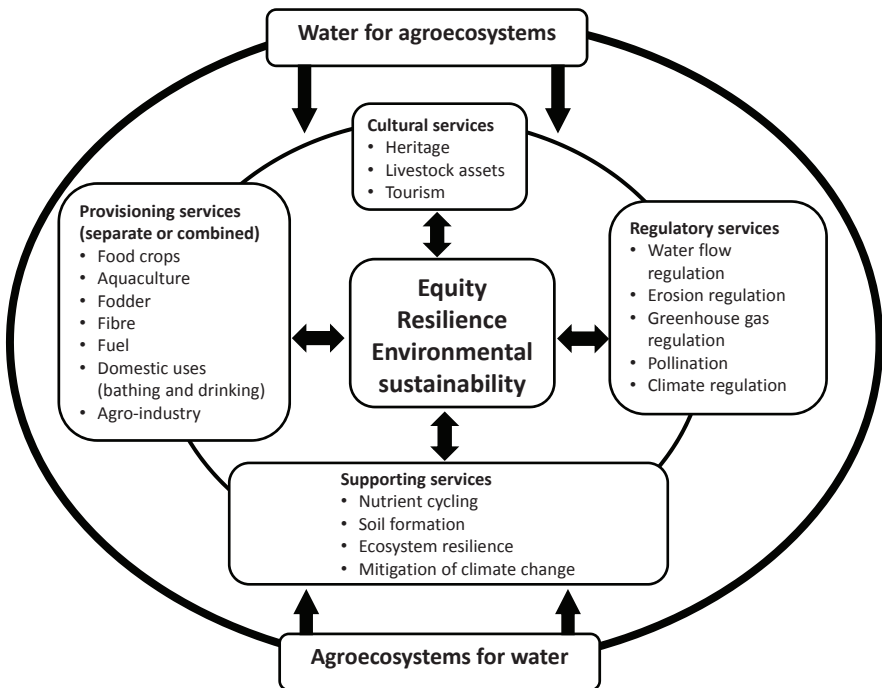 Water for agroecosystems
Cultural services
• Heritage
• Livestock assets
• Tourism
Provisioning services
(separate or combined)
• Food crops
• Aquaculture
• Fodder
• Fibre
• Fuel
• Domestic uses
(bathing and drinking)
• Agro-industry
Equity
Resilience
Environmental
sustainability
Regulatory services
• Water flow
regulation
• Erosion regulation
• Greenhouse gas
regulation
• Pollination
• Climate regulation
Supporting services
• Nutrient cycling
• Soil formation
• Ecosystem resilience
• Mitigation of climate change
Agroecosystems for water